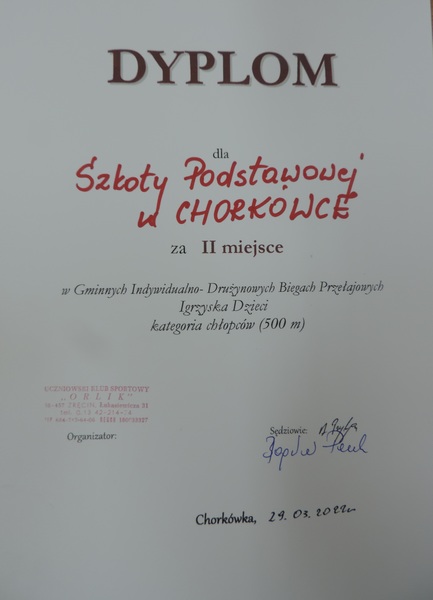 DYPLOM
dla
Szkoły Podstawowej
w CHORKÓWCE
za II miejsce
w Gminnych Indywidualno- Drużynowych Biegach Przełajowych
Igrzyska Dzieci
kategoria chłopców (500 m)
UCZNIOWSKI KLUB SPORTOWY
„ORLIK”
Organizator:
Sędziowie:
Chorkówka, 29.03.2022r.